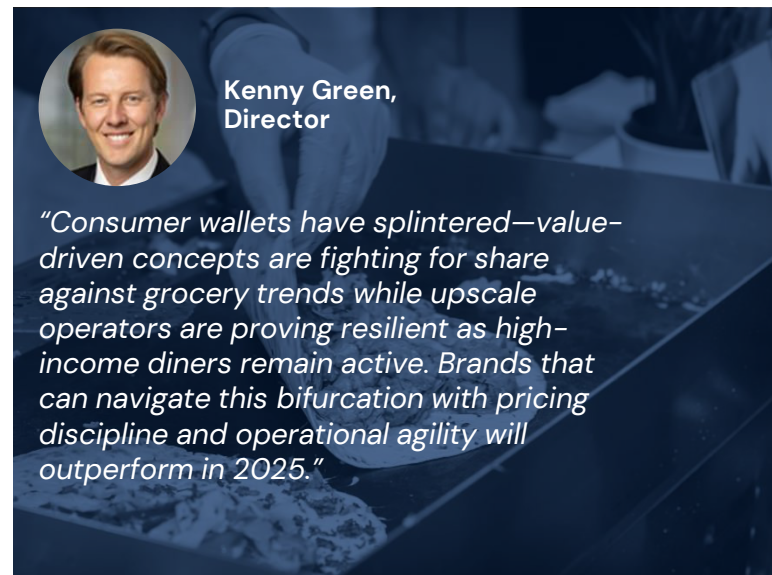 Kenny Green,
Director
“Consumer wallets have splintered—value-
driven concepts are fighting for share
against grocery trends while upscale
operators are proving resilient as high-
income diners remain active. Brands that
can navigate this bifurcation with pricing
discipline and operational agility will
outperform in 2025.”